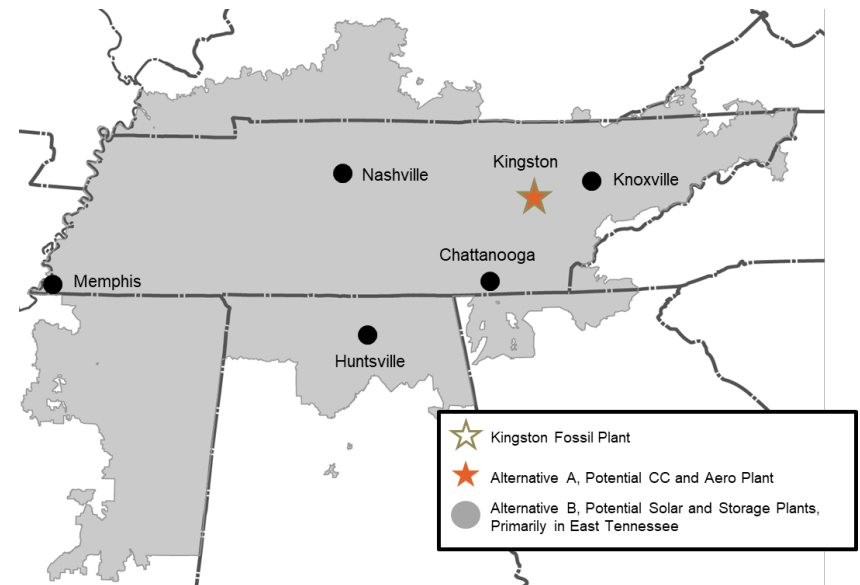 Kingston
Nashville
Knoxville
Chattanooga
Memphis
Huntsville
Kingston Fossil Plant
Alternative A, Potential CC and Aero Plant
Alternative B, Potential Solar and Storage Plants,
Primarily in East Tennessee